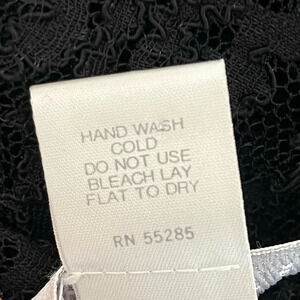 HAND WASH
COLD
DO NOT USE
BLEACH LAY
FLAT TO DRY
RN 55285